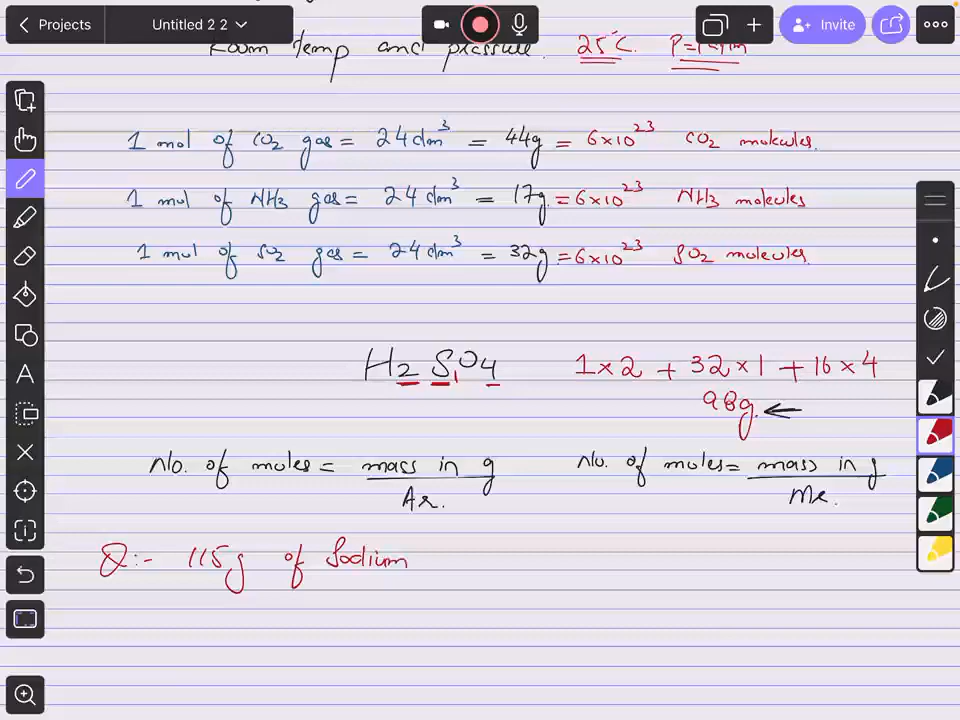 Projects
Untitled 2 2
Invite
Room temp and pressure. 25°C. P=1atm
1 mol of CO2 gas = 24dm³ = 44g = 6×10²³ CO2 molecules.
1 mol of NH3 gas = 24dm³ = 17g. = 6×10²³ NH3 molecules
1 mol of SO2 gas = 24dm³ = 32g = 6×10²³ SO2 molecules.
H2S1O4 1×2 + 32×1 + 16×4
98g.
No. of moles = mass in g / Ar. No. of moles = mass in g / Mr.
Q:- 115g of Sodium